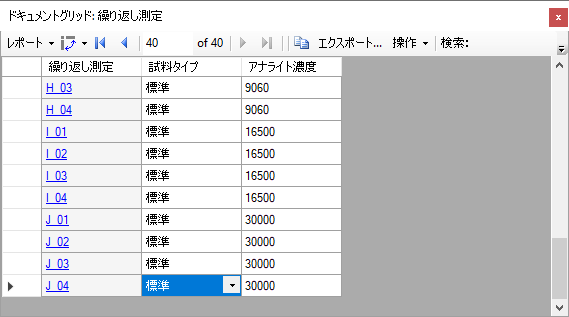 ドキュメントグリッド: 繰り返し測定
レポート 40 of 40 エクスポート... 操作 検索:
繰り返し測定 試料タイプ アナライト濃度
H_03 標準 9060
H_04 標準 9060
I_01 標準 16500
I_02 標準 16500
I_03 標準 16500
I_04 標準 16500
J_01 標準 30000
J_02 標準 30000
J_03 標準 30000
J_04 標準 30000